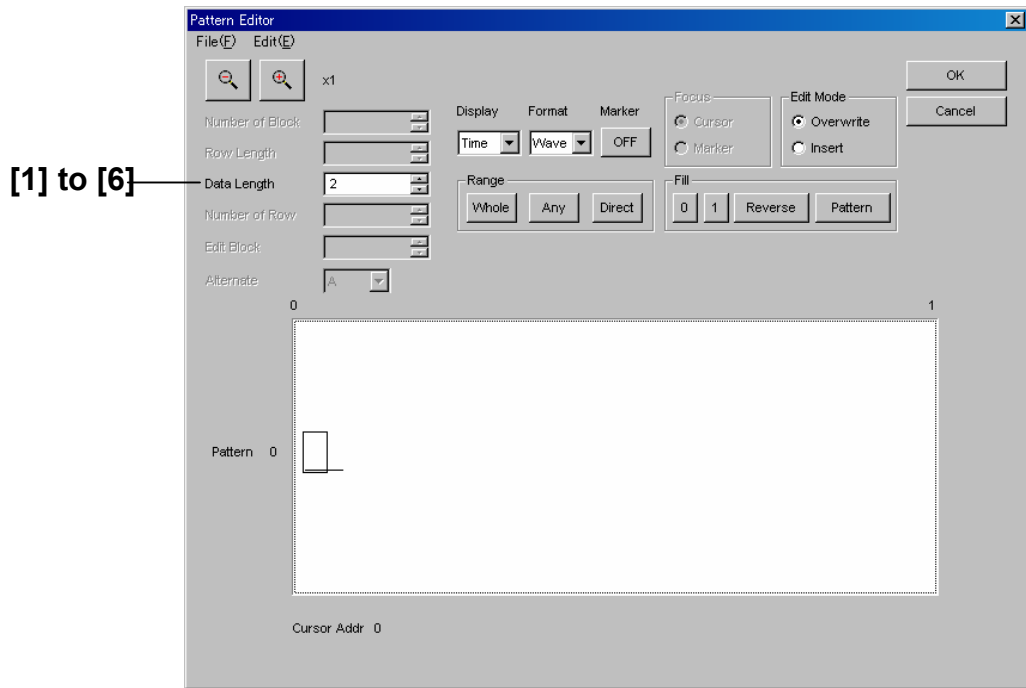 Pattern Editor
File(F) Edit(E)
x1
OK
Cancel
Number of Block
Row Length
Data Length 2
Number of Row
Edit Block
Alternate A
Display Format Marker
Time Wave OFF
Focus
Cursor
Marker
Edit Mode
Overwrite
Insert
Range
Whole Any Direct
Fill
0 1 Reverse Pattern
[1] to [6]
0 1
Pattern 0
Cursor Addr 0